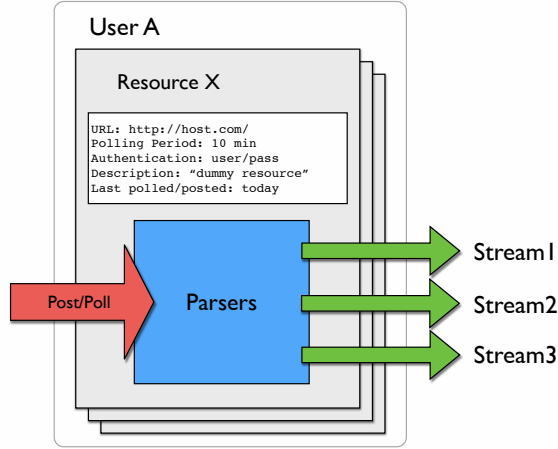 User A
Resource X
URL: http://host.com/
Polling Period: 10 min
Authentication: user/pass
Description: “dummy resource”
Last polled/posted: today
Post/Poll
Parsers
Stream1
Stream2
Stream3